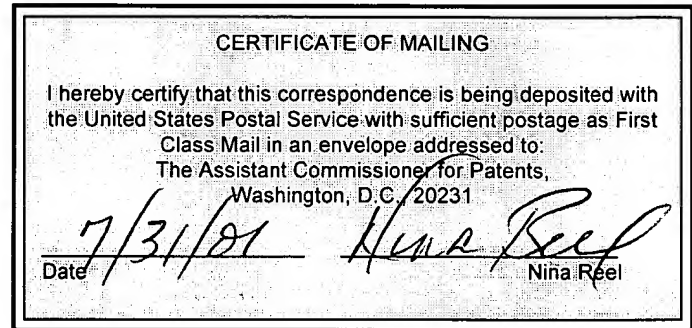 CERTIFICATE OF MAILING
I hereby certify that this correspondence is being deposited with
the United States Postal Service with sufficient postage as First
Class Mail in an envelope addressed to:
The Assistant Commissioner for Patents,
Washington, D.C. 20231
7/31/01 Nina Reel
Date Nina Reel